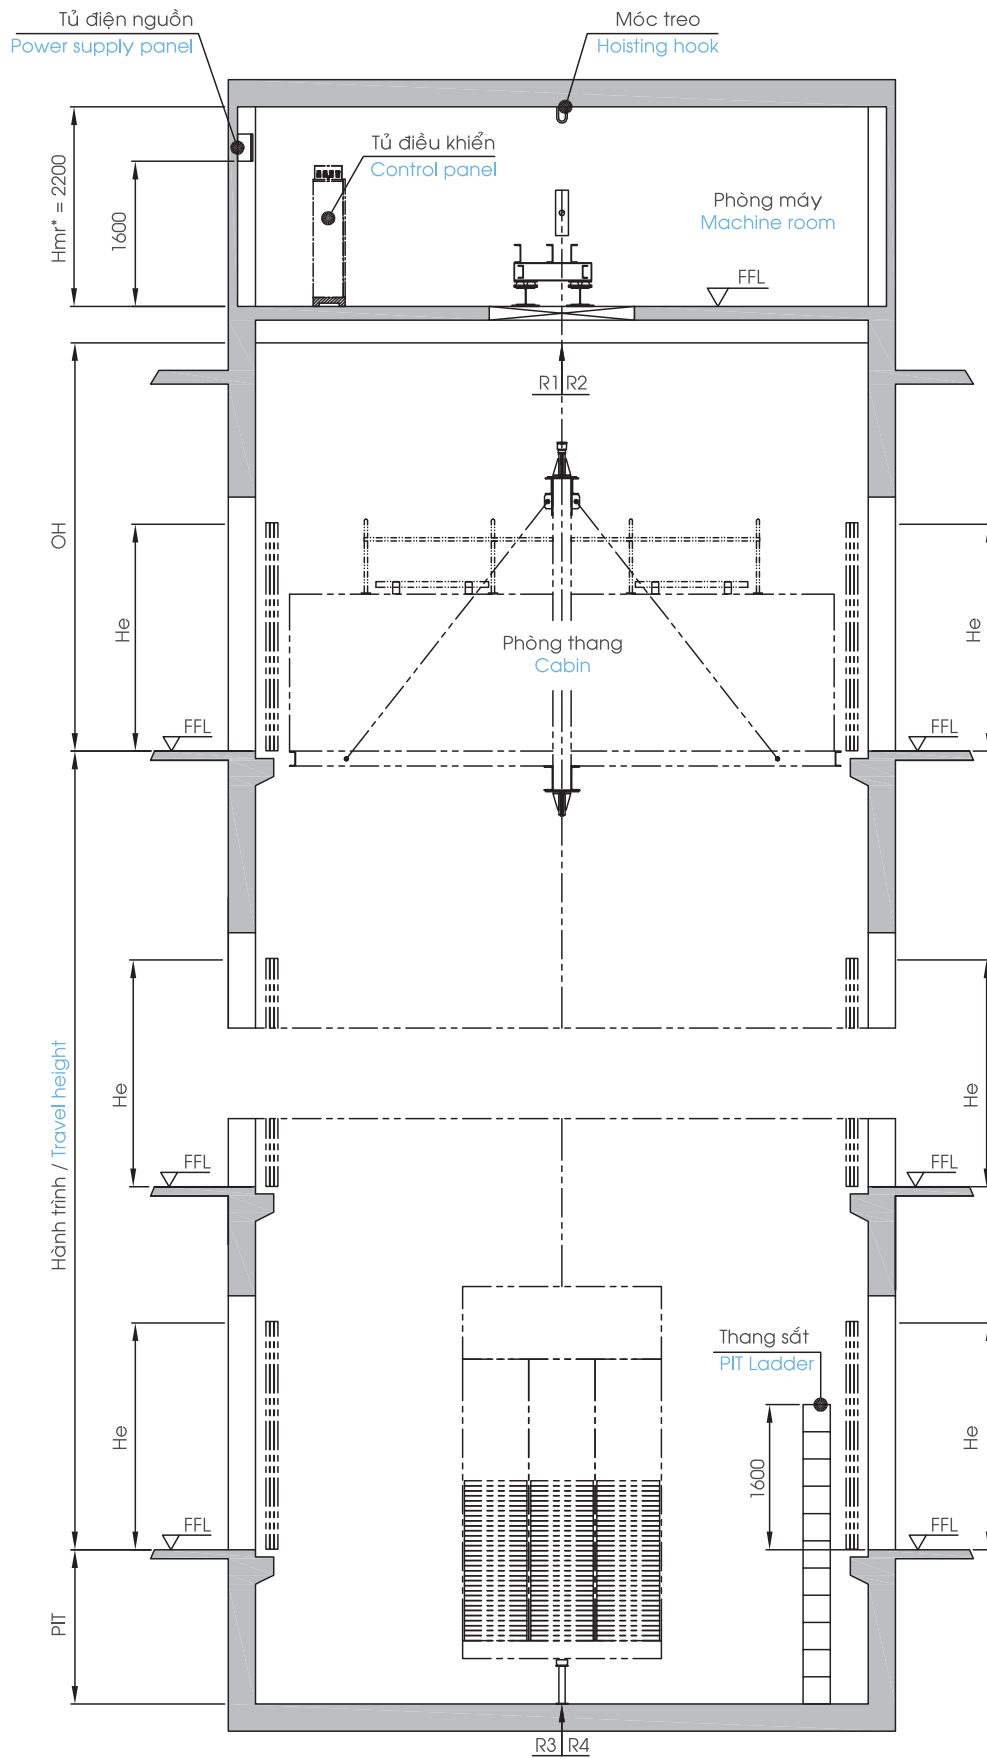 Tủ điện nguồn
Power supply panel
Móc treo
Hoisting hook
Tủ điều khiển
Control panel
Phòng máy
Machine room
Hmr* = 2200
1600
FFL
R1 R2
OH
He
He
Phòng thang
Cabin
FFL
FFL
Hành trình / Travel height
He
He
FFL
FFL
Thang sắt
PIT Ladder
He
1600
He
FFL
FFL
PIT
R3 R4